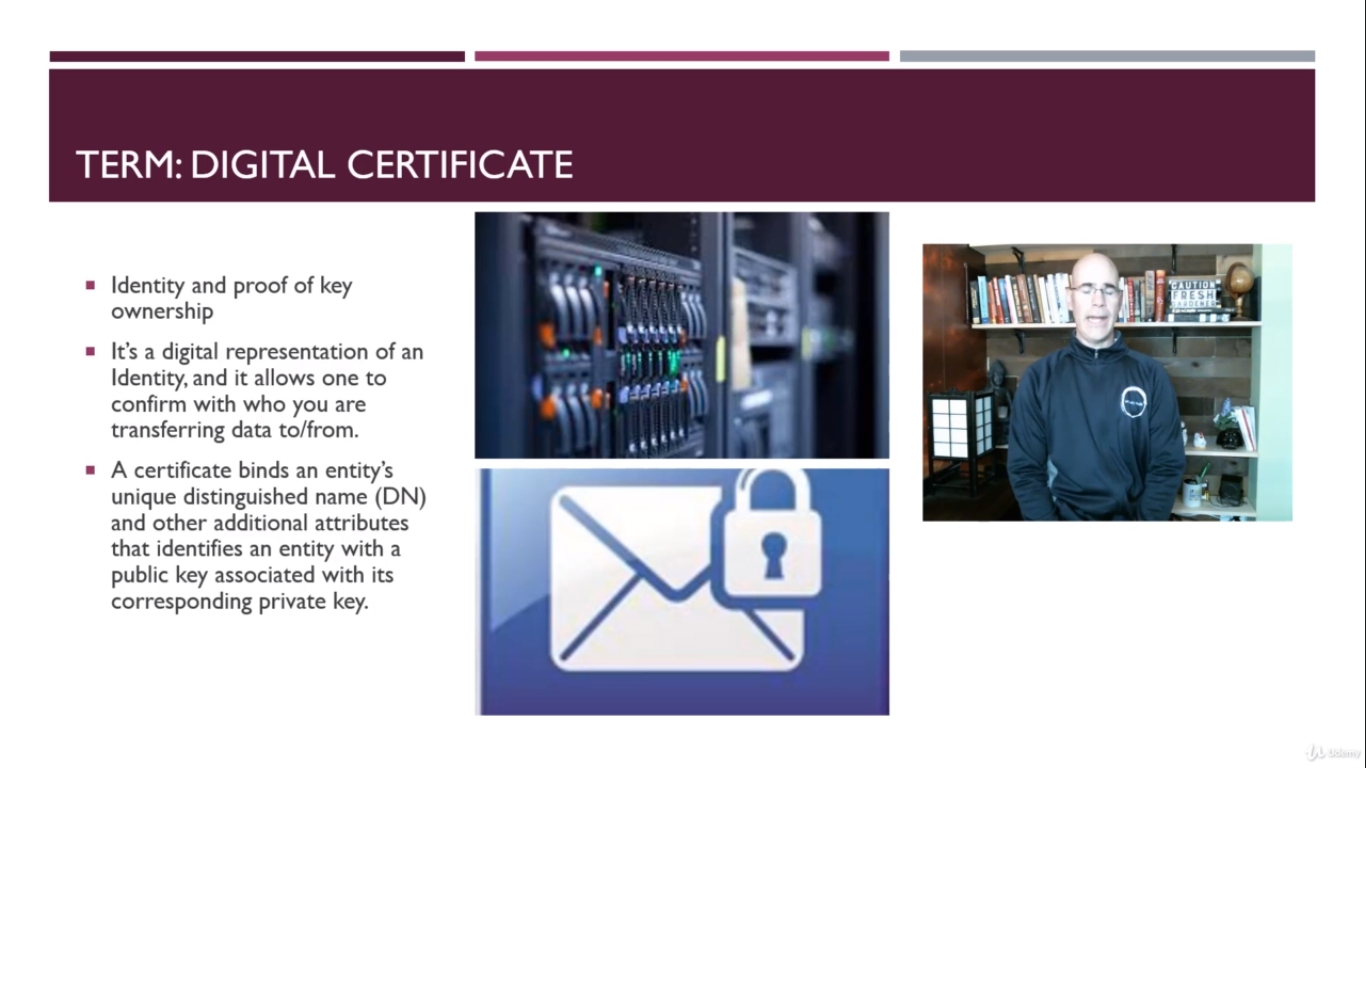 TERM: DIGITAL CERTIFICATE
Identity and proof of key
ownership
It's a digital representation of an
Identity, and it allows one to
confirm with who you are
transferring data to/from.
A certificate binds an entity's
unique distinguished name (DN)
and other additional attributes
that identifies an entity with a
public key associated with its
corresponding private key.
CAUTION
FRESH
Udemy